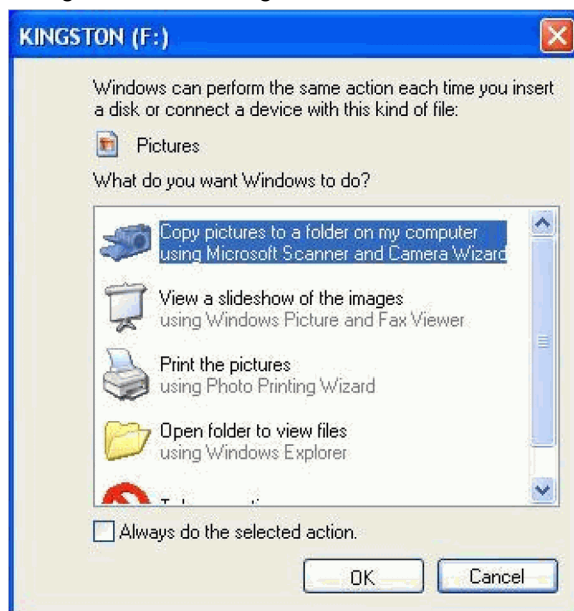 KINGSTON (F:)
Windows can perform the same action each time you insert
a disk or connect a device with this kind of file:
Pictures
What do you want Windows to do?
Copy pictures to a folder on my computer
using Microsoft Scanner and Camera Wizard
View a slideshow of the images
using Windows Picture and Fax Viewer
Print the pictures
using Photo Printing Wizard
Open folder to view files
using Windows Explorer
Always do the selected action.
OK
Cancel